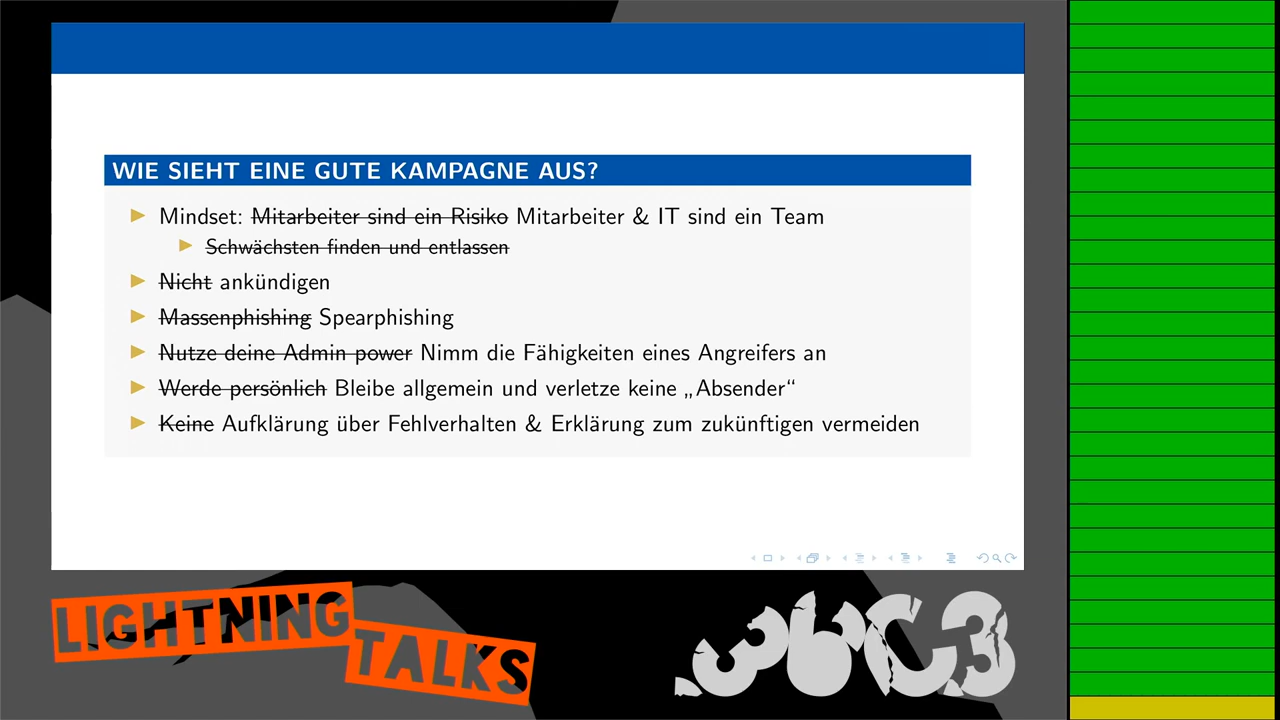 WIE SIEHT EINE GUTE KAMPAGNE AUS?
Mindset: Mitarbeiter sind ein Risiko Mitarbeiter & IT sind ein Team
Schwächsten finden und entlassen
Nicht ankündigen
Massenphishing Spearphishing
Nutze deine Admin power Nimm die Fähigkeiten eines Angreifers an
Werde persönlich Bleibe allgemein und verletze keine „Absender“
Keine Aufklärung über Fehlverhalten & Erklärung zum zukünftigen vermeiden
LIGHTNING
TALKS
36C3